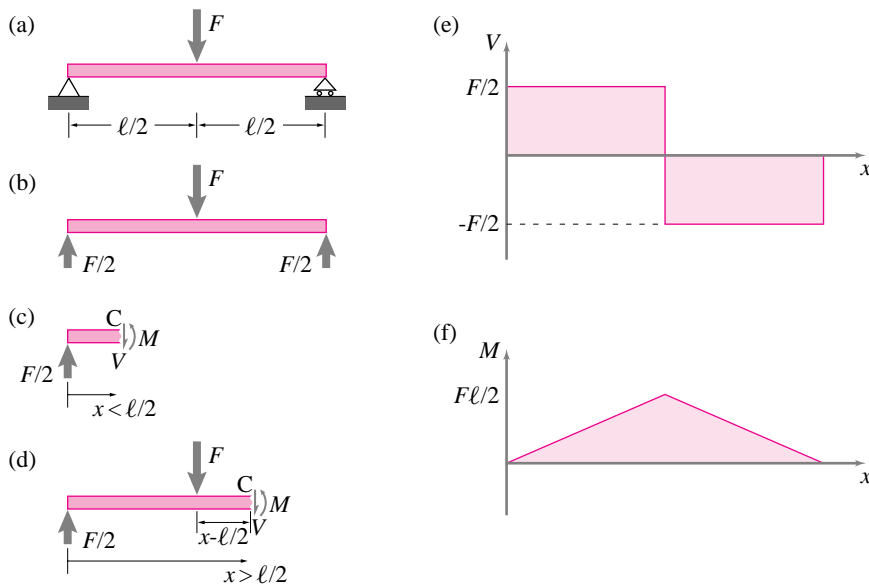 (a)
F
ℓ/2 ℓ/2
(b)
F
F/2 F/2
(c)
C
M
V
F/2
x < ℓ/2
(d)
F
C
M
V
F/2
x-ℓ/2
x > ℓ/2
(e)
V
F/2
x
-F/2
(f)
M
Fℓ/2
x